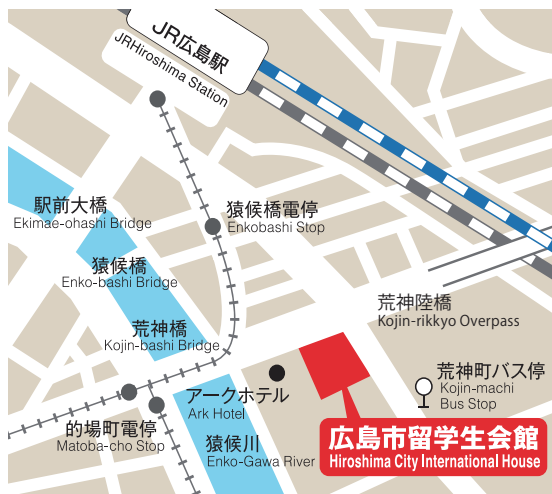 JR広島駅
JRHiroshima Station
駅前大橋
Ekimae-ohashi Bridge
猿候橋電停
Enkobashi Stop
猿候橋
Enko-bashi Bridge
荒神陸橋
Kojin-rikkyo Overpass
荒神橋
Kojin-bashi Bridge
荒神町バス停
Kojin-machi
Bus Stop
アークホテル
Ark Hotel
的場町電停
Matoba-cho Stop
猿候川
Enko-Gawa River
広島市留学生会館
Hiroshima City International House